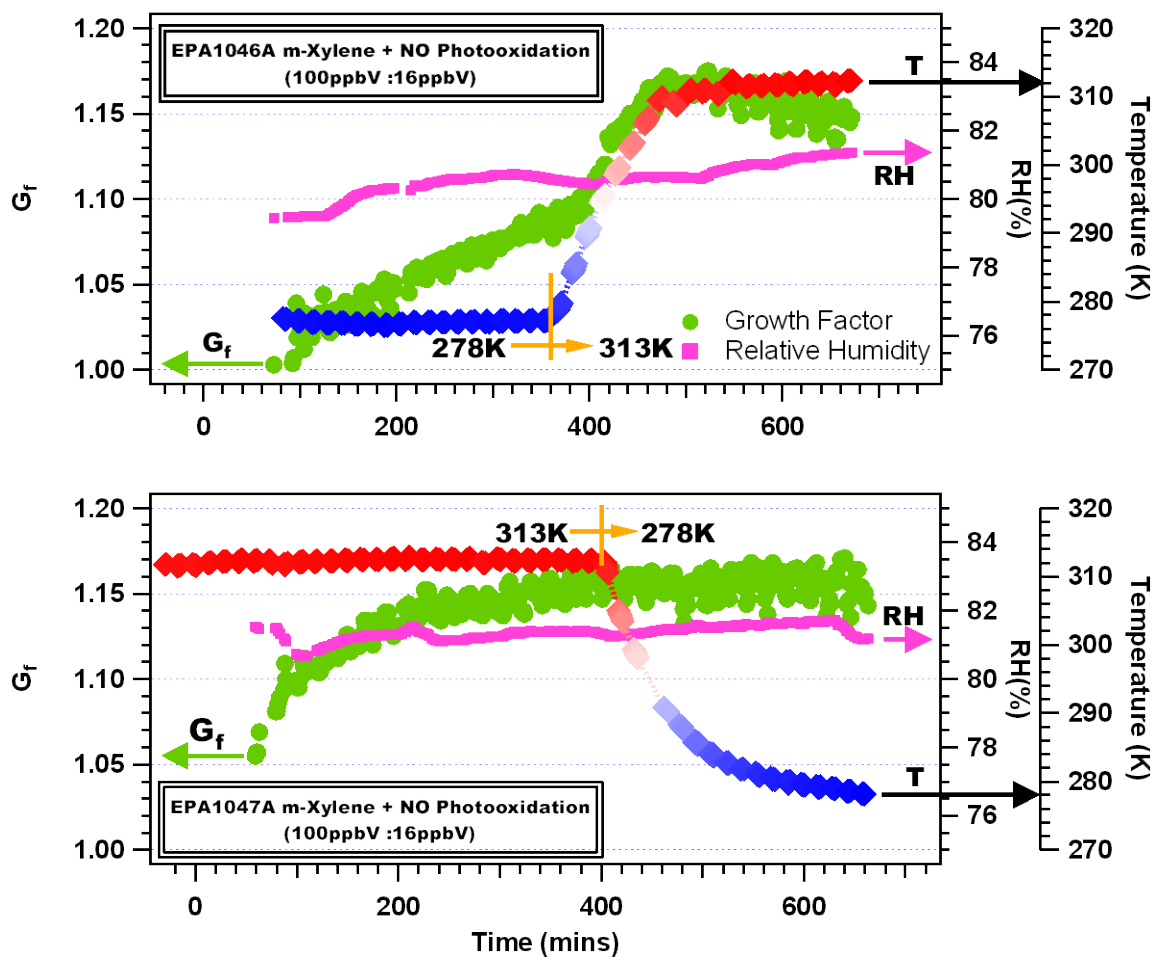 EPA1046A m-Xylene + NO Photooxidation
(100ppbV :16ppbV)
1.20
1.15
1.10
1.05
1.00
Gf
84
82
80
78
76
RH(%)
320
310
300
290
280
270
Temperature (K)
T
RH
Gf
278K
313K
Growth Factor
Relative Humidity
0
200
400
600
1.20
1.15
1.10
1.05
1.00
Gf
313K
278K
84
82
80
78
76
RH(%)
320
310
300
290
280
270
Temperature (K)
RH
Gf
T
EPA1047A m-Xylene + NO Photooxidation
(100ppbV :16ppbV)
0
200
400
600
Time (mins)